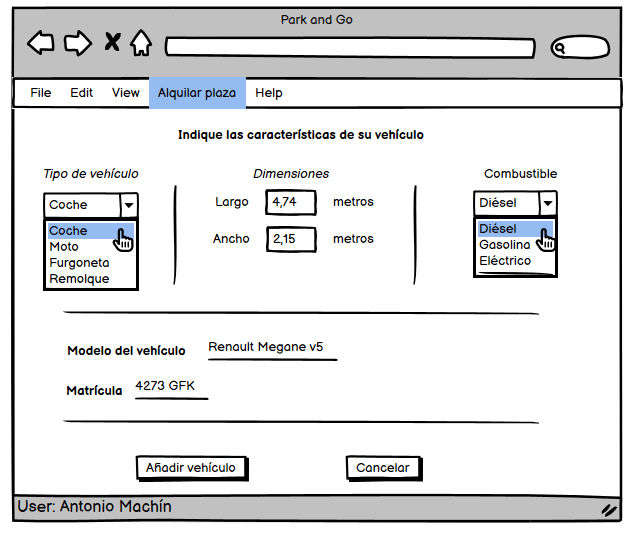 Park and Go
File Edit View Alquilar plaza Help
Indique las características de su vehículo
Tipo de vehículo
Coche
Coche
Moto
Furgoneta
Remolque
Dimensiones
Largo 4,74 metros
Ancho 2,15 metros
Combustible
Diésel
Diésel
Gasolina
Eléctrico
Modelo del vehículo Renault Megane v5
Matrícula 4273 GFK
Añadir vehículo Cancelar
User: Antonio Machín